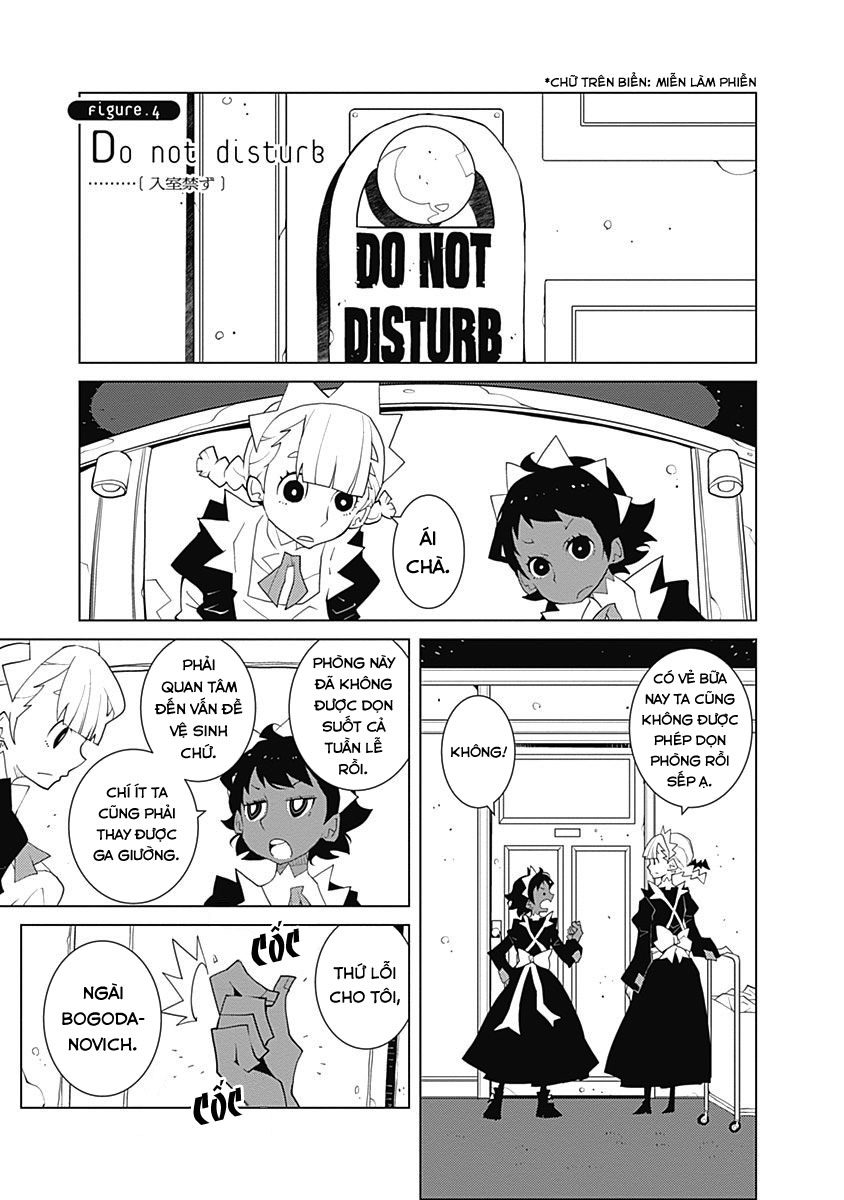 *CHỮ TRÊN BIỂN: MIỄN LÀM PHIỀN
Figure.4
Do not disturb
………〔入室禁ず〕
DO NOT
DISTURB
ÁI
CHÀ.
CÓ VẺ BỮA
NAY TA CŨNG
KHÔNG ĐƯỢC
PHÉP DỌN
PHÒNG RỒI
SẾP Ạ.
KHÔNG!
PHÒNG NÀY
ĐÃ KHÔNG
ĐƯỢC DỌN
SUỐT CẢ
TUẦN LỄ
RỒI.
PHẢI
QUAN TÂM
ĐẾN VẤN ĐỀ
VỆ SINH
CHỨ.
CHÍ ÍT TA
CŨNG PHẢI
THAY ĐƯỢC
GA GIƯỜNG.
THỨ LỖI
CHO TÔI,
CỐC
CỐC
NGÀI
BOGODA-
NOVICH.